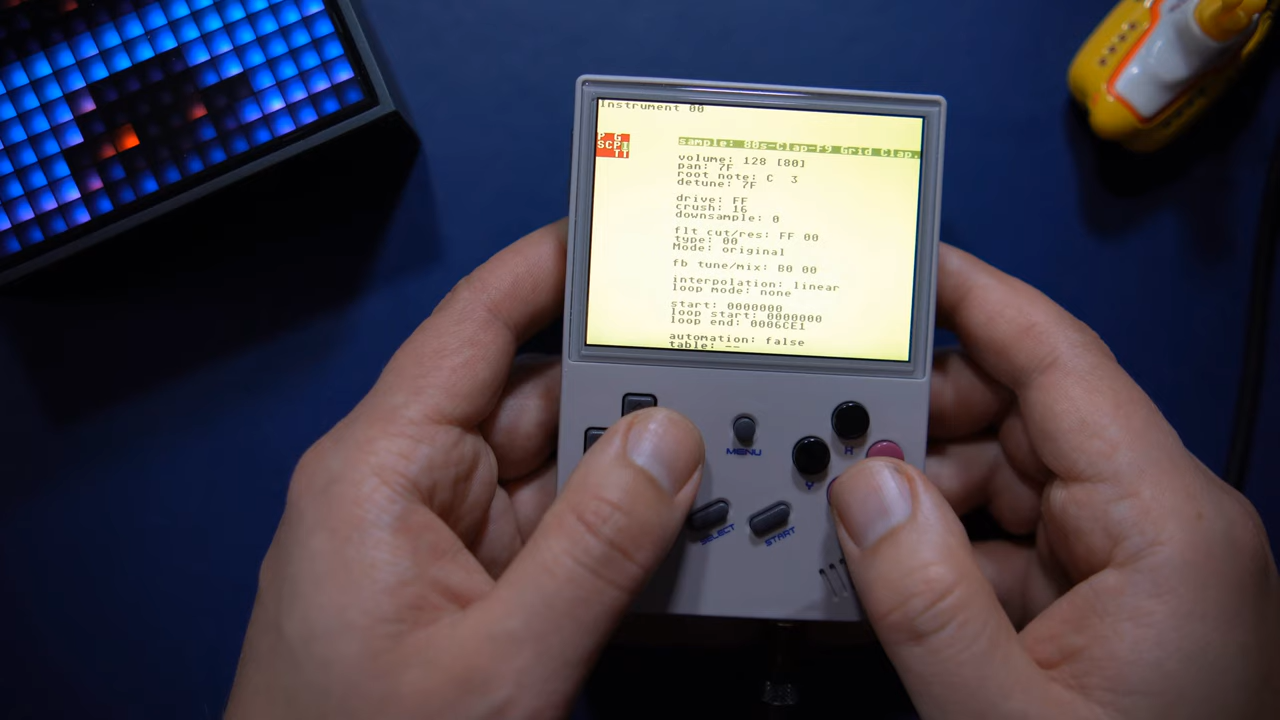 Instrument 00
P G
SCPI
TT
sample: 80s-Clap-F9 Grid Clap.
volume: 128 [80]
pan: 7F
root note: C 3
detune: 7F
drive: FF
crush: 16
downsample: 0
flt cut/res: FF 00
type: 00
Mode: original
fb tune/mix: B0 00
interpolation: linear
loop mode: none
start: 0000000
loop start: 0000000
loop end: 0006CE1
automation: false
table: --
MENU
X
Y
SELECT
START